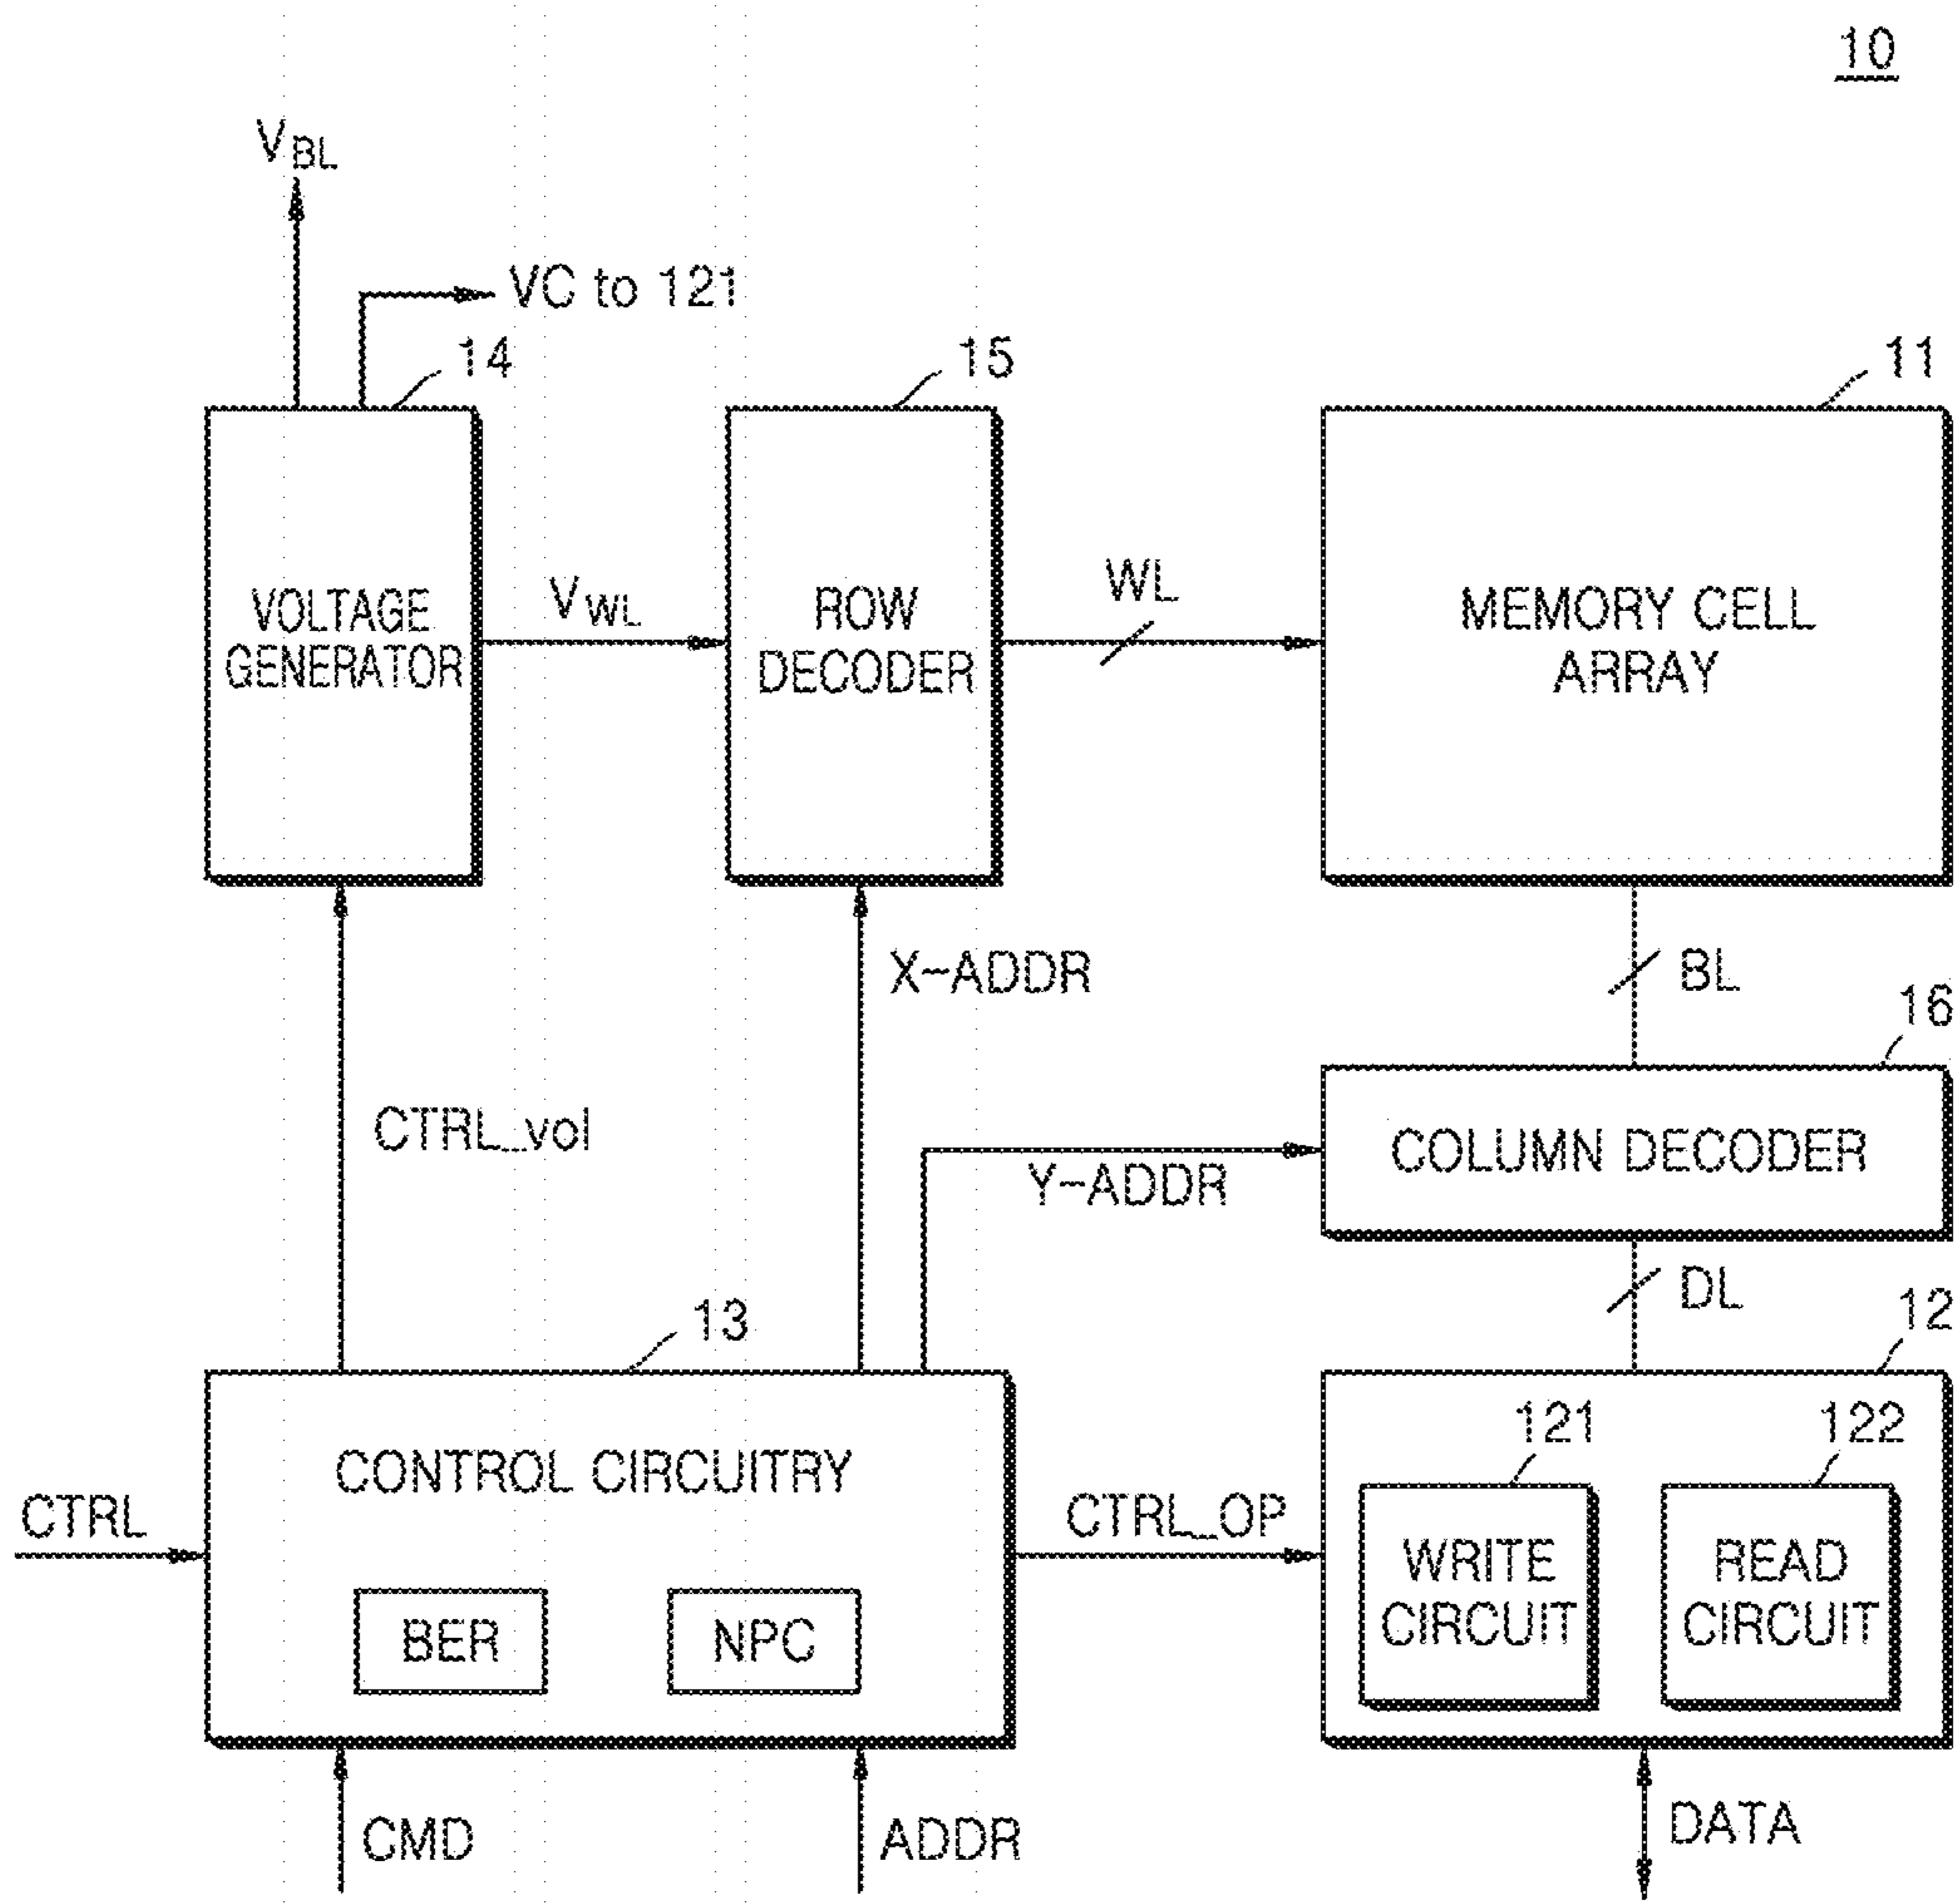 10
V_BL
VC to 121
14
15
11
VOLTAGE
GENERATOR
V_WL
ROW
DECODER
WL
MEMORY CELL
ARRAY
X-ADDR
BL
16
CTRL_vol
Y-ADDR
COLUMN DECODER
DL
13
12
CONTROL CIRCUITRY
121
122
CTRL
CTRL_OP
WRITE
CIRCUIT
READ
CIRCUIT
BER
NPC
CMD
ADDR
DATA